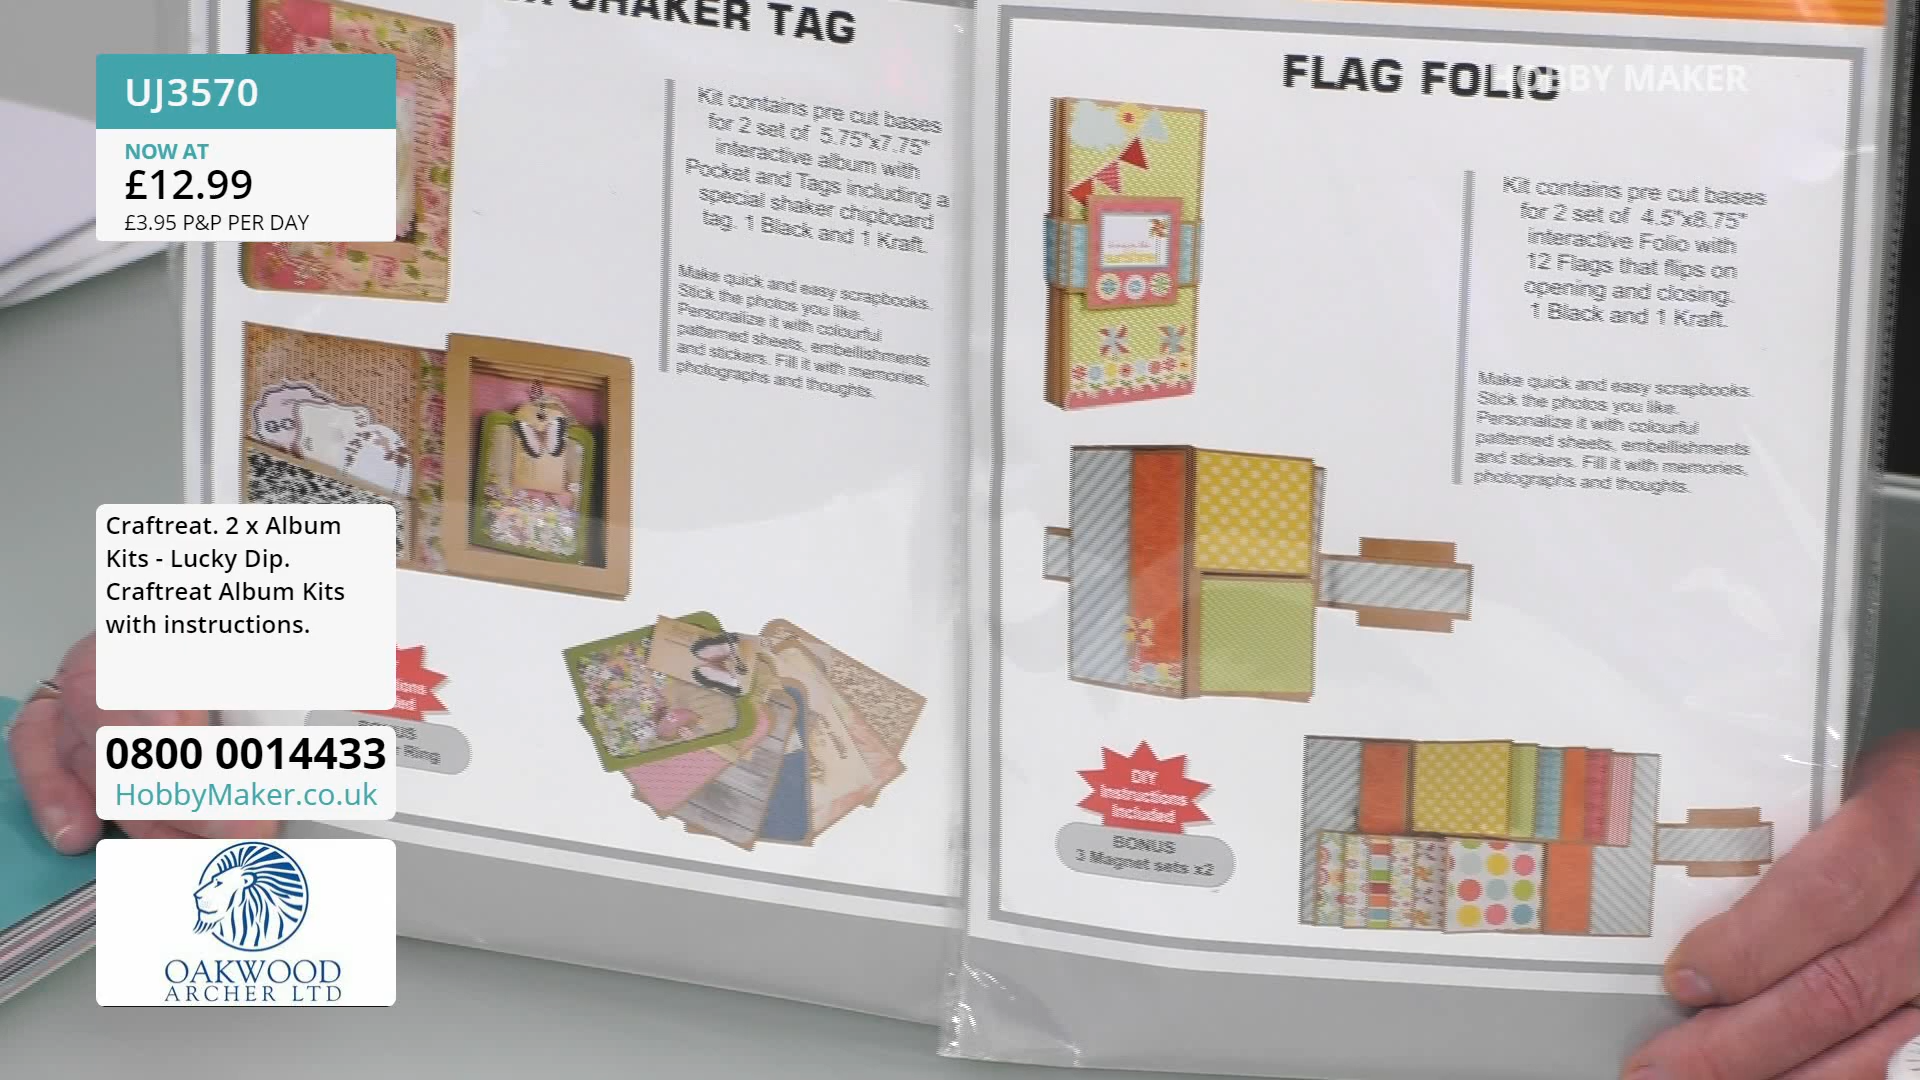 SHAKER TAG
Kit contains pre cut bases
for 2 set of 5.75"x7.75"
interactive album with
Pocket and Tags including a
special shaker chipboard
tag. 1 Black and 1 Kraft.
Make quick and easy scrapbooks.
Stick the photos you like.
Personalize it with colourful
patterned sheets, embellishments
and stickers. Fill it with memories,
photographs and thoughts.
GO
Ring
FLAG FOLIO
HOBBY MAKER
Kit contains pre cut bases
for 2 set of 4.5"x8.75"
interactive Folio with
12 Flags that flips on
opening and closing.
1 Black and 1 Kraft.
Make quick and easy scrapbooks.
Stick the photos you like.
Personalize it with colourful
patterned sheets, embellishments
and stickers. Fill it with memories,
photographs and thoughts.
DIY
Instructions
Included
BONUS
3 Magnet sets x2
UJ3570
NOW AT
£12.99
£3.95 P&P PER DAY
Craftreat. 2 x Album
Kits - Lucky Dip.
Craftreat Album Kits
with instructions.
0800 0014433
HobbyMaker.co.uk
OAKWOOD
ARCHER LTD